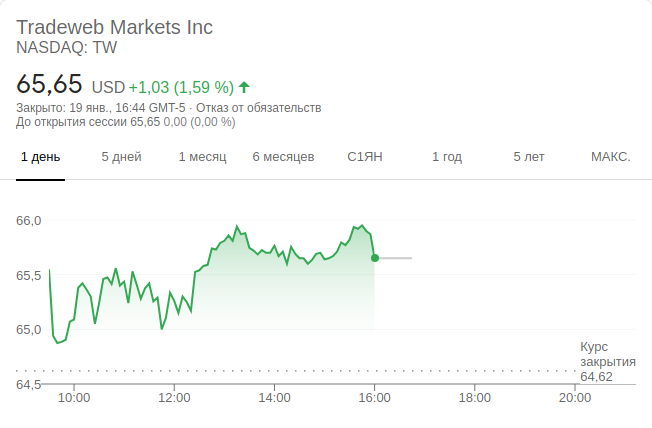 Tradeweb Markets Inc
NASDAQ: TW
65,65 USD +1,03 (1,59 %)
Закрыто: 19 янв., 16:44 GMT-5 · Отказ от обязательств
До открытия сессии 65,65 0,00 (0,00 %)
1 день 5 дней 1 месяц 6 месяцев С1ЯН 1 год 5 лет МАКС.
66,0
65,5
65,0
Курс
закрытия
64,62
64,5
10:00 12:00 14:00 16:00 18:00 20:00